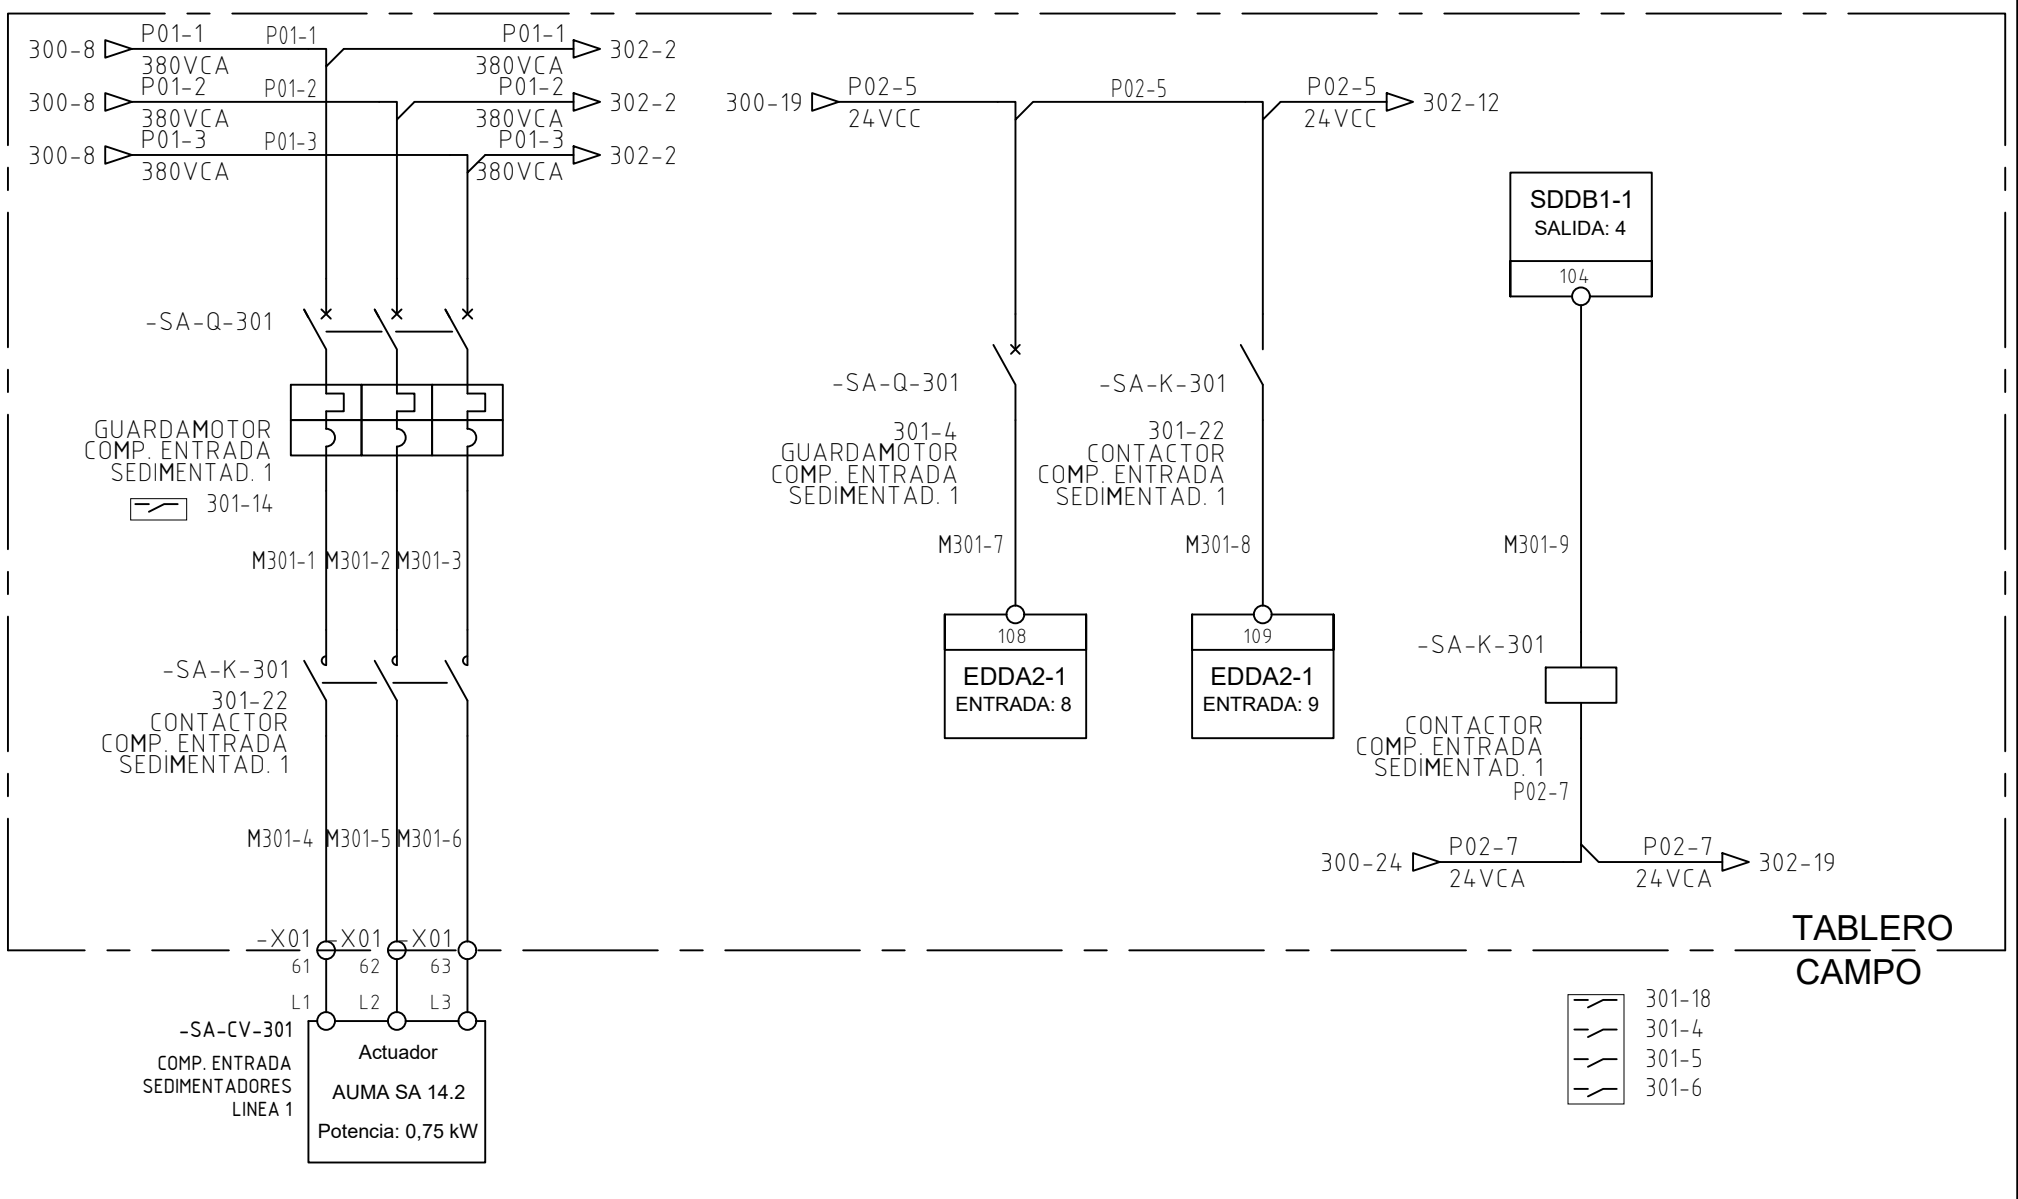 300-8 P01-1 P01-1 P01-1 302-2
380VCA 380VCA
300-8 P01-2 P01-2 P01-2 302-2
380VCA 380VCA
300-8 P01-3 P01-3 P01-3 302-2
380VCA 380VCA
300-19 P02-5 P02-5 P02-5 302-12
24VCC 24VCC
SDDB1-1
SALIDA: 4
104
-SA-Q-301
GUARDAMOTOR
COMP. ENTRADA
SEDIMENTAD. 1
301-14
M301-1 M301-2 M301-3
-SA-K-301
301-22
CONTACTOR
COMP. ENTRADA
SEDIMENTAD. 1
M301-4 M301-5 M301-6
-X01 -X01 -X01
61 62 63
L1 L2 L3
-SA-CV-301
COMP. ENTRADA
SEDIMENTADORES
LINEA 1
Actuador
AUMA SA 14.2
Potencia: 0,75 kW
-SA-Q-301
301-4
GUARDAMOTOR
COMP. ENTRADA
SEDIMENTAD. 1
M301-7
108
EDDA2-1
ENTRADA: 8
-SA-K-301
301-22
CONTACTOR
COMP. ENTRADA
SEDIMENTAD. 1
M301-8
109
EDDA2-1
ENTRADA: 9
M301-9
-SA-K-301
CONTACTOR
COMP. ENTRADA
SEDIMENTAD. 1
P02-7
300-24 P02-7 P02-7 302-19
24VCA 24VCA
TABLERO
CAMPO
301-18
301-4
301-5
301-6